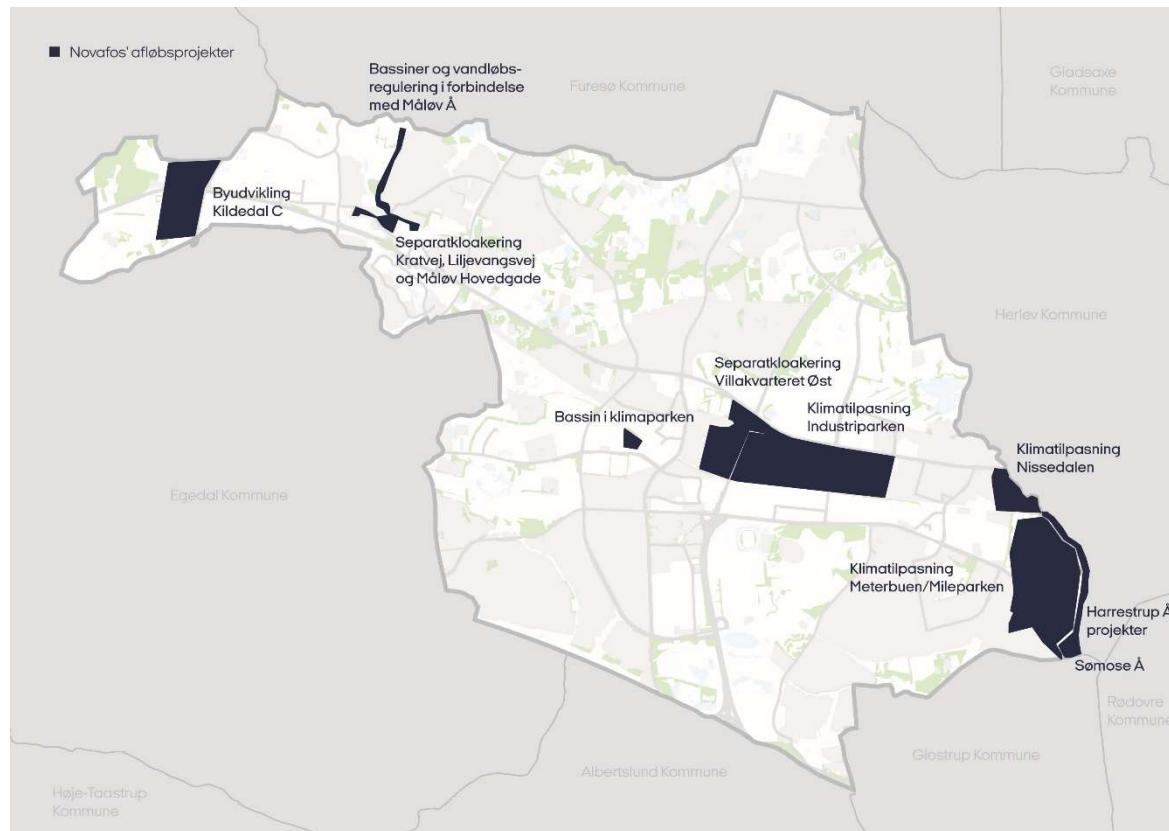 Novafos' afløbsprojekter
Bassiner og vandløbs-
regulering i forbindelse
med Måløv Å
Furesø Kommune
Gladsaxe
Kommune
Byudvikling
Kildedal C
Separatkloakering
Kratvej, Liljevangsvej
og Måløv Hovedgade
Herlev Kommune
Separatkloakering
Villakvarteret Øst
Bassin i klimaparken
Klimatilpasning
Industriparken
Klimatilpasning
Nissedalen
Egedal Kommune
Klimatilpasning
Meterbuen/Mileparken
Harrestrup Å
projekter
Sømose Å
Rødovre
Kommune
Glostrup Kommune
Albertslund Kommune
Høje-Taastrup
Kommune